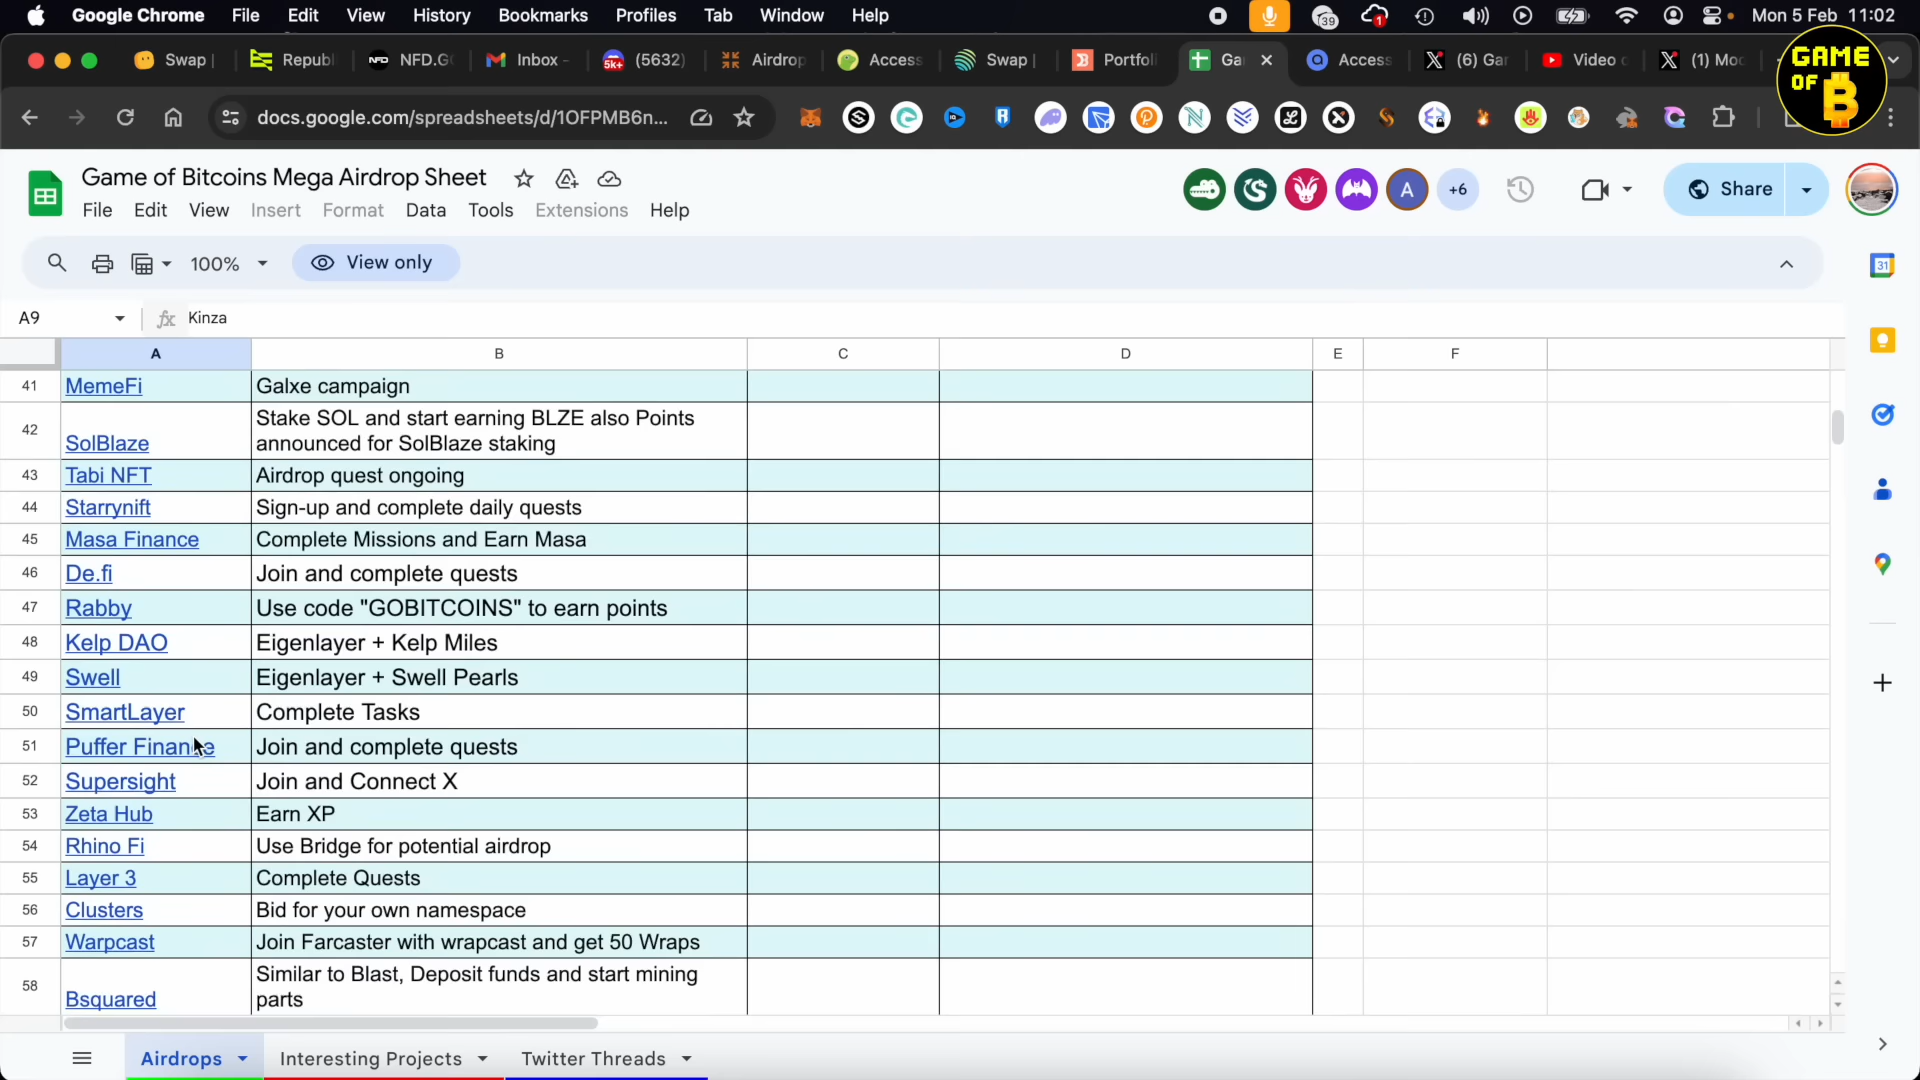 Google Chrome File Edit View History Bookmarks Profiles Tab Window Help 39 1 Mon 5 Feb 11:02
Swap Republ NFD.G Inbox - 5k+ (5632) Airdrop Access Swap | Portfoli Ga Access (6) Gar Video (1) Mo
GAME OF B
docs.google.com/spreadsheets/d/1OFPMB6n...
Game of Bitcoins Mega Airdrop Sheet
A +6 Share
File Edit View Insert Format Data Tools Extensions Help
100% View only
31
A9 fx Kinza
A B C D E F
41 MemeFi Galxe campaign
42 SolBlaze Stake SOL and start earning BLZE also Points
announced for SolBlaze staking
43 Tabi NFT Airdrop quest ongoing
44 Starrynift Sign-up and complete daily quests
45 Masa Finance Complete Missions and Earn Masa
46 De.fi Join and complete quests
47 Rabby Use code "GOBITCOINS" to earn points
48 Kelp DAO Eigenlayer + Kelp Miles
49 Swell Eigenlayer + Swell Pearls
50 SmartLayer Complete Tasks
51 Puffer Finance Join and complete quests
52 Supersight Join and Connect X
53 Zeta Hub Earn XP
54 Rhino Fi Use Bridge for potential airdrop
55 Layer 3 Complete Quests
56 Clusters Bid for your own namespace
57 Warpcast Join Farcaster with wrapcast and get 50 Wraps
58 Bsquared Similar to Blast, Deposit funds and start mining
parts
Airdrops Interesting Projects Twitter Threads